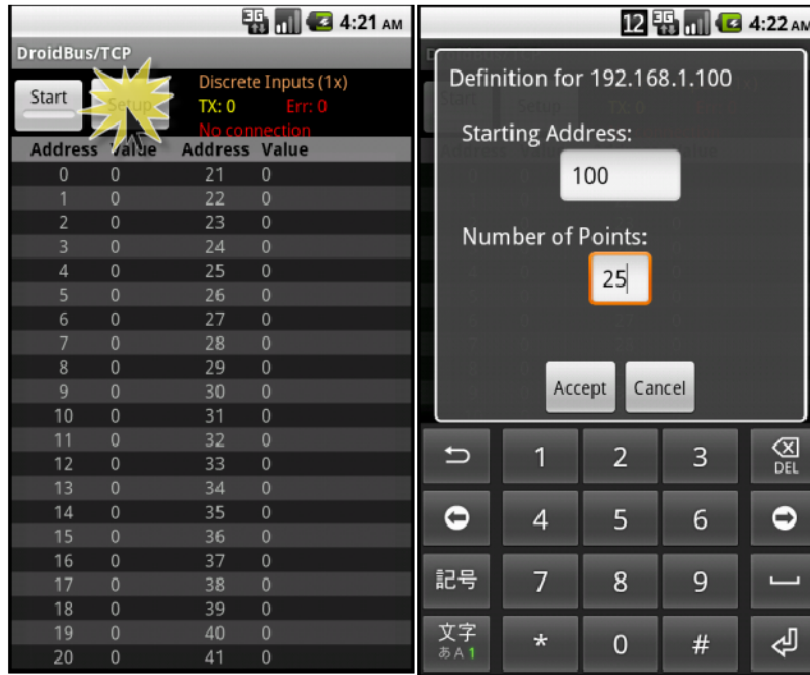 3G 4:21 AM
DroidBus/TCP
Start Setup
Discrete Inputs (1x)
TX: 0 Err: 0
No connection
Address Value Address Value
0 0 21 0
1 0 22 0
2 0 23 0
3 0 24 0
4 0 25 0
5 0 26 0
6 0 27 0
7 0 28 0
8 0 29 0
9 0 30 0
10 0 31 0
11 0 32 0
12 0 33 0
13 0 34 0
14 0 35 0
15 0 36 0
16 0 37 0
17 0 38 0
18 0 39 0
19 0 40 0
20 0 41 0
12 3G 4:22 AM
Definition for 192.168.1.100
Starting Address:
100
Number of Points:
25
Accept Cancel
1 2 3 DEL
4 5 6
記号 7 8 9
文字 * 0 #
あA1